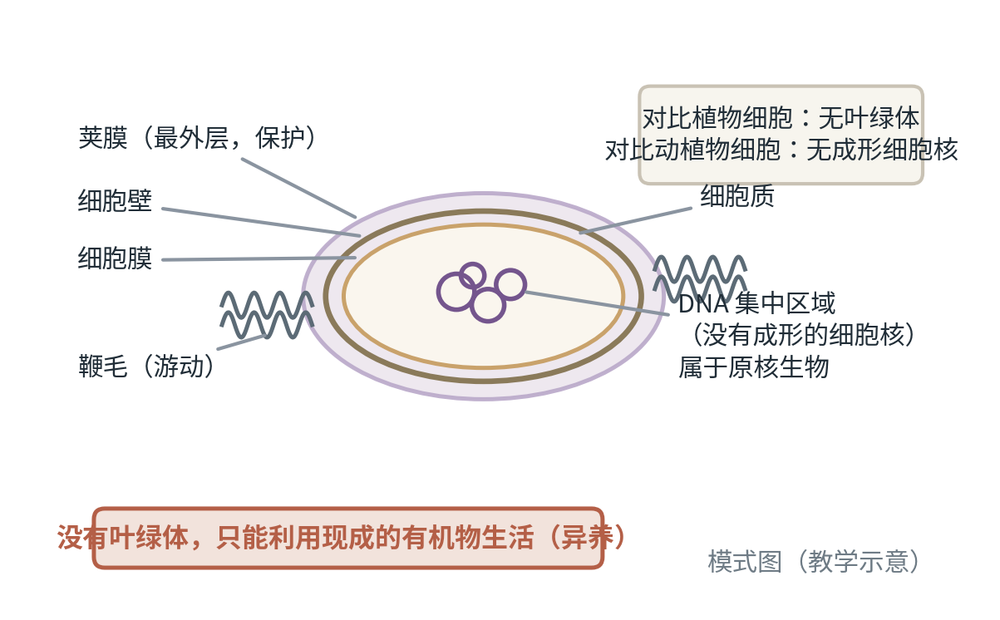 对比植物细胞：无叶绿体
对比动植物细胞：无成形细胞核
荚膜（最外层，保护）
细胞壁
细胞质
细胞膜
DNA 集中区域
（没有成形的细胞核）
属于原核生物
鞭毛（游动）
没有叶绿体，只能利用现成的有机物生活（异养）
模式图（教学示意）